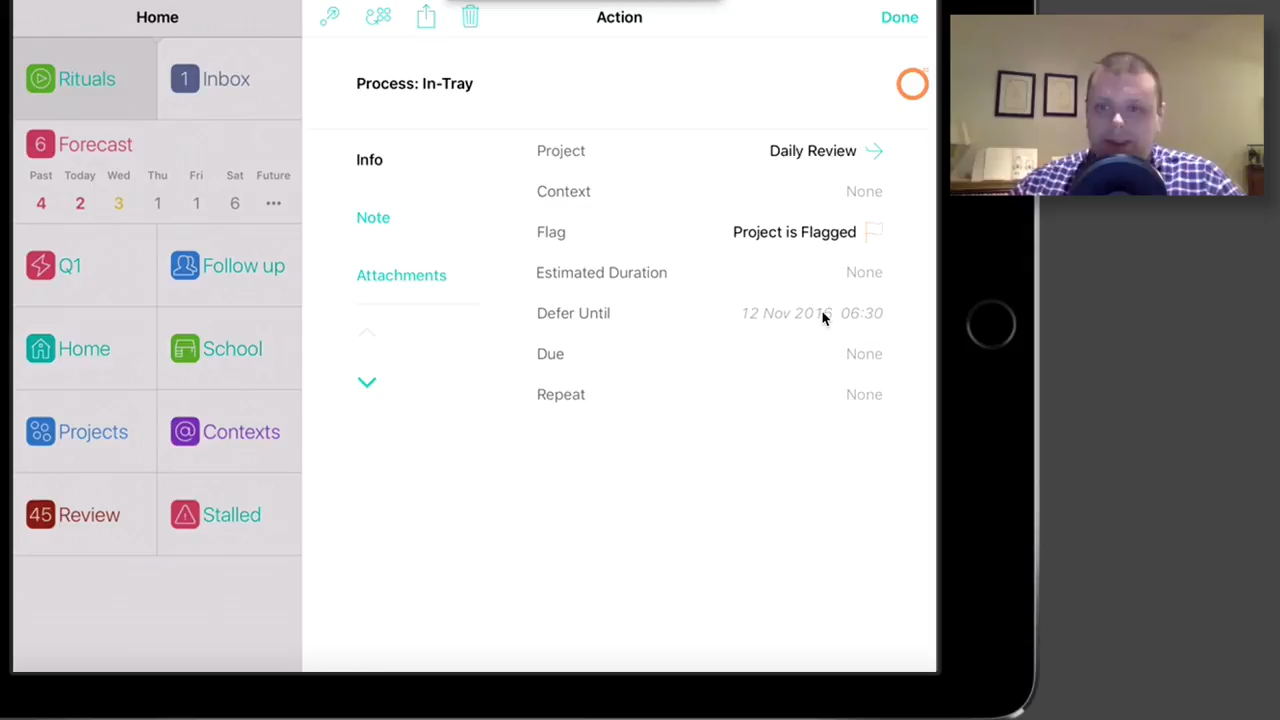 Home
Rituals
1 Inbox
6 Forecast
Past Today Wed Thu Fri Sat Future
4 2 3 1 1 6 •••
Q1
Follow up
Home
School
Projects
@ Contexts
45 Review
! Stalled
Action
Done
Process: In-Tray
Info
Note
Attachments
Project Daily Review
Context None
Flag Project is Flagged
Estimated Duration None
Defer Until 12 Nov 2016 06:30
Due None
Repeat None